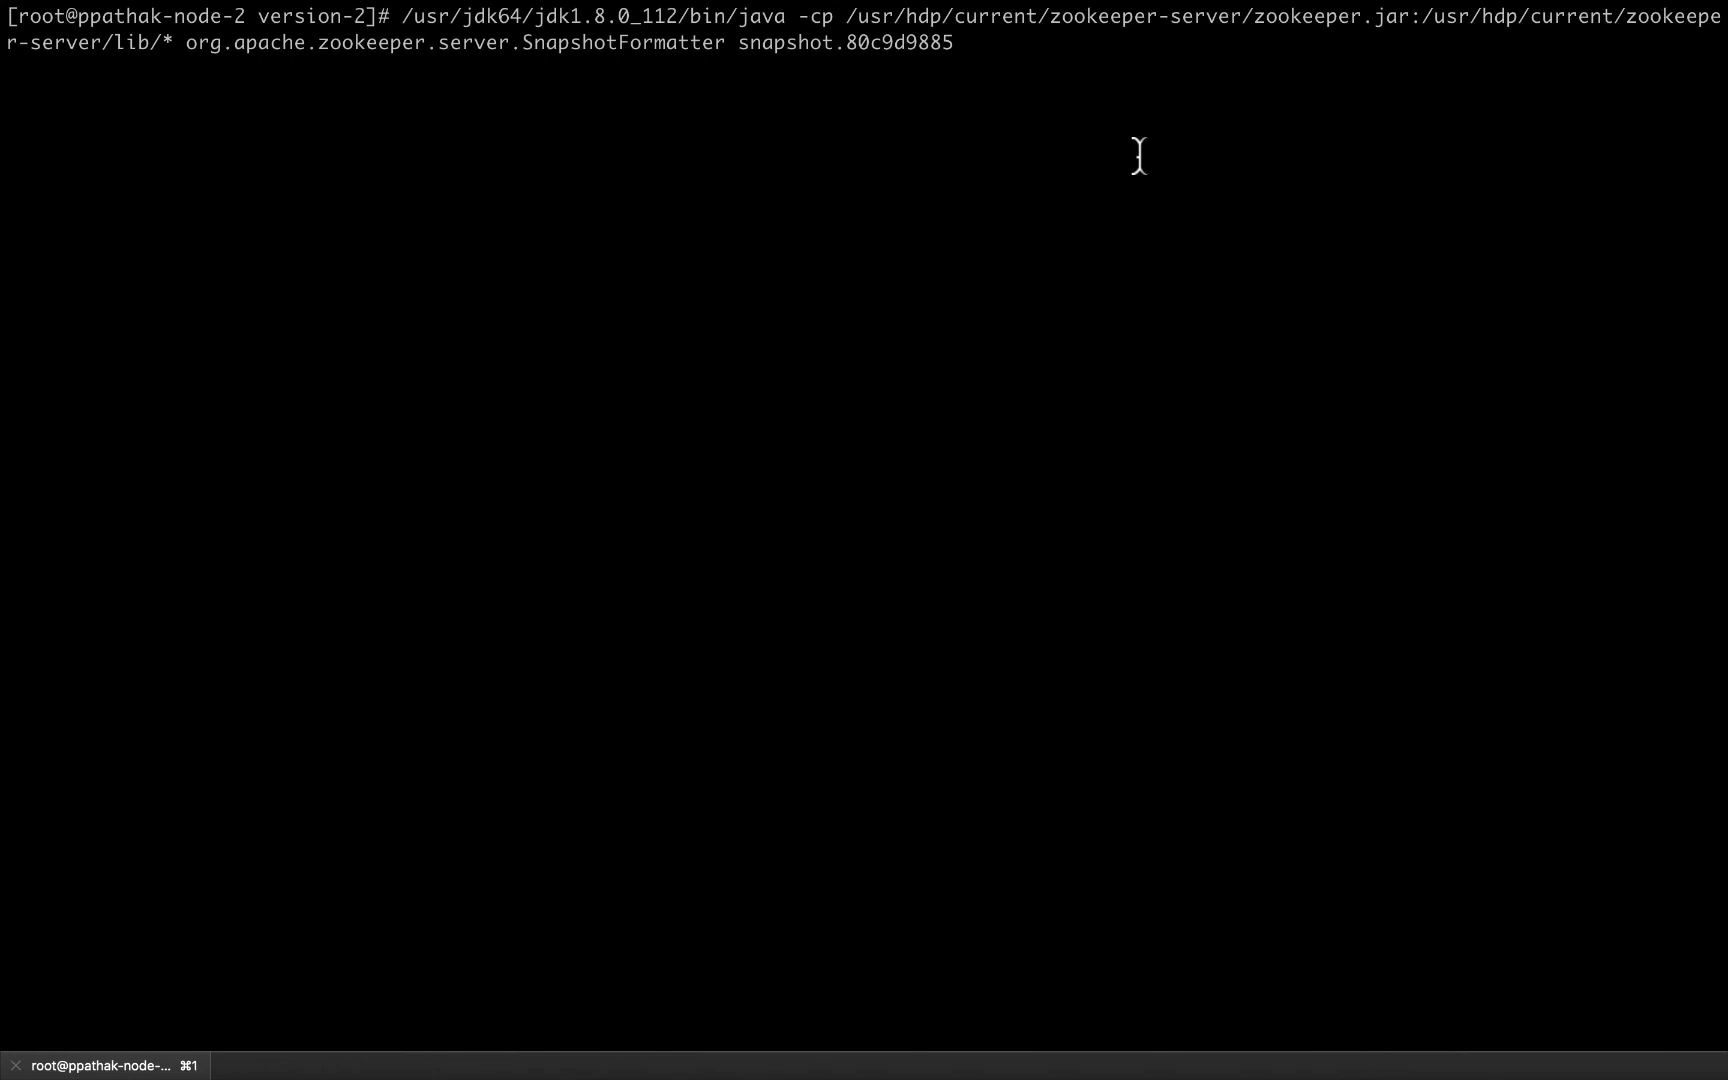 [root@ppathak-node-2 version-2]# /usr/jdk64/jdk1.8.0_112/bin/java -cp /usr/hdp/current/zookeeper-server/zookeeper.jar:/usr/hdp/current/zookeepe
r-server/lib/* org.apache.zookeeper.server.SnapshotFormatter snapshot.80c9d9885
root@ppathak-node-... ⌘1